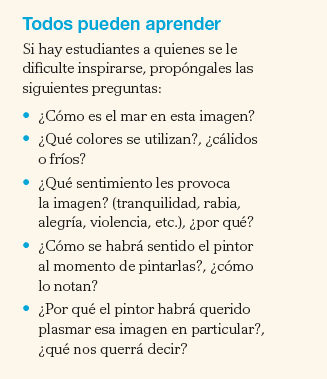 Todos pueden aprender
Si hay estudiantes a quienes se le
dificulte inspirarse, propóngales las
siguientes preguntas:
• ¿Cómo es el mar en esta imagen?
• ¿Qué colores se utilizan?, ¿cálidos
o fríos?
• ¿Qué sentimiento les provoca
la imagen? (tranquilidad, rabia,
alegría, violencia, etc.), ¿por qué?
• ¿Cómo se habrá sentido el pintor
al momento de pintarlas?, ¿cómo
lo notan?
• ¿Por qué el pintor habrá querido
plasmar esa imagen en particular?,
¿qué nos querrá decir?